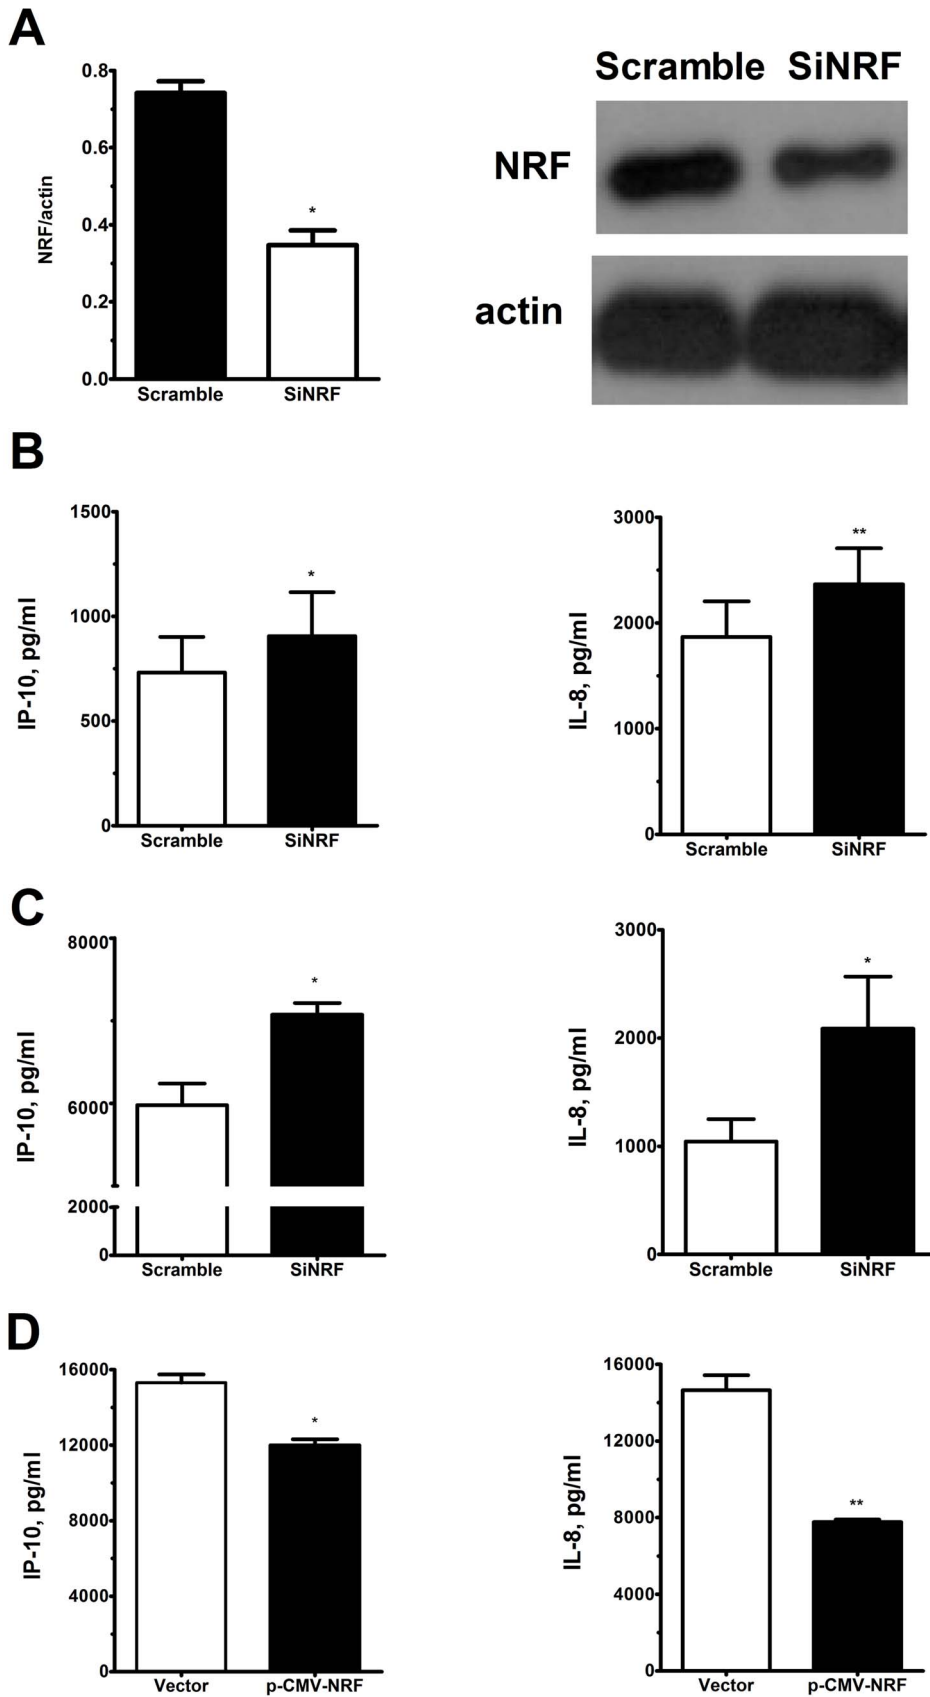 A
Scramble SiNRF
0.8
0.6
0.4
0.2
0.0
NRF/actin
*
Scramble SiNRF
NRF
actin
B
1500
1000
500
0
IP-10, pg/ml
*
Scramble SiNRF
3000
2000
1000
0
IL-8, pg/ml
**
Scramble SiNRF
C
8000
6000
2000
0
IP-10, pg/ml
*
Scramble SiNRF
3000
2000
1000
0
IL-8, pg/ml
*
Scramble SiNRF
D
16000
12000
8000
4000
0
IP-10, pg/ml
*
Vector p-CMV-NRF
16000
12000
8000
4000
0
IL-8, pg/ml
**
Vector p-CMV-NRF